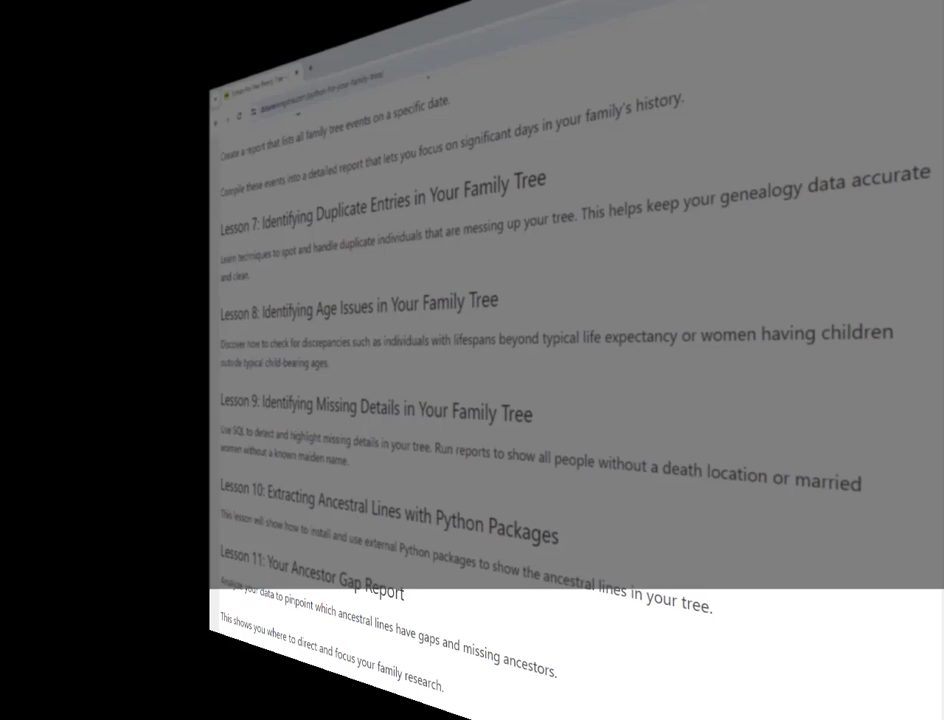 Create a report that lists all family tree events on a specific date.
Compile these events into a detailed report that lets you focus on significant days in your family's history.
Lesson 7: Identifying Duplicate Entries in Your Family Tree
Learn techniques to spot and handle duplicate individuals that are messing up your tree. This helps keep your genealogy data accurate
and clean.
Lesson 8: Identifying Age Issues in Your Family Tree
Discover how to check for discrepancies such as individuals with lifespans beyond typical life expectancy or women having children
outside typical child-bearing ages.
Lesson 9: Identifying Missing Details in Your Family Tree
Use SQL to detect and highlight missing details in your tree. Run reports to show all people without a death location or married
women without a known maiden name.
Lesson 10: Extracting Ancestral Lines with Python Packages
This lesson will show how to install and use external Python packages to show the ancestral lines in your tree.
Lesson 11: Your Ancestor Gap Report
Analyze your data to pinpoint which ancestral lines have gaps and missing ancestors.
This shows you where to direct and focus your family research.